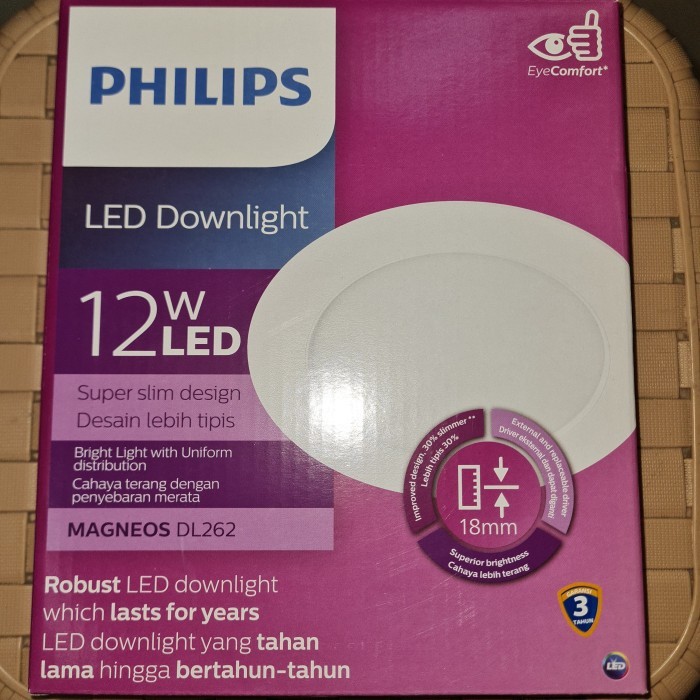 PHILIPS
EyeComfort*
LED Downlight
12W
LED
Super slim design
Desain lebih tipis
Bright Light with Uniform
distribution
Cahaya terang dengan
penyebaran merata
MAGNEOS DL262
Improved design, 30% slimmer**
Lebih tipis 30%
External and replaceable driver
Driver eksternal dan dapat diganti
18mm
Superior brightness
Cahaya lebih terang
Robust LED downlight
which lasts for years
LED downlight yang tahan
lama hingga bertahun-tahun
GARANSI
3
TAHUN
LED